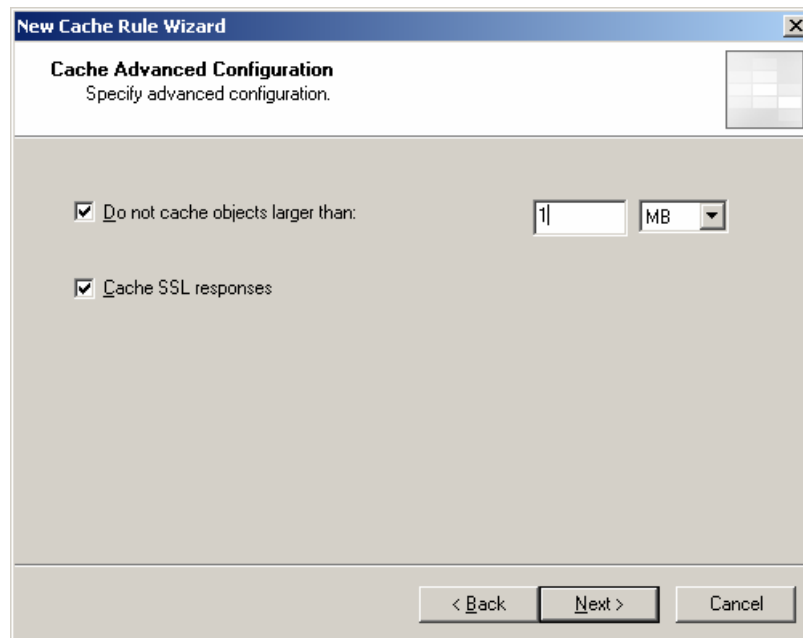 New Cache Rule Wizard
Cache Advanced Configuration
Specify advanced configuration.
Do not cache objects larger than: 1 MB
Cache SSL responses
< Back Next > Cancel